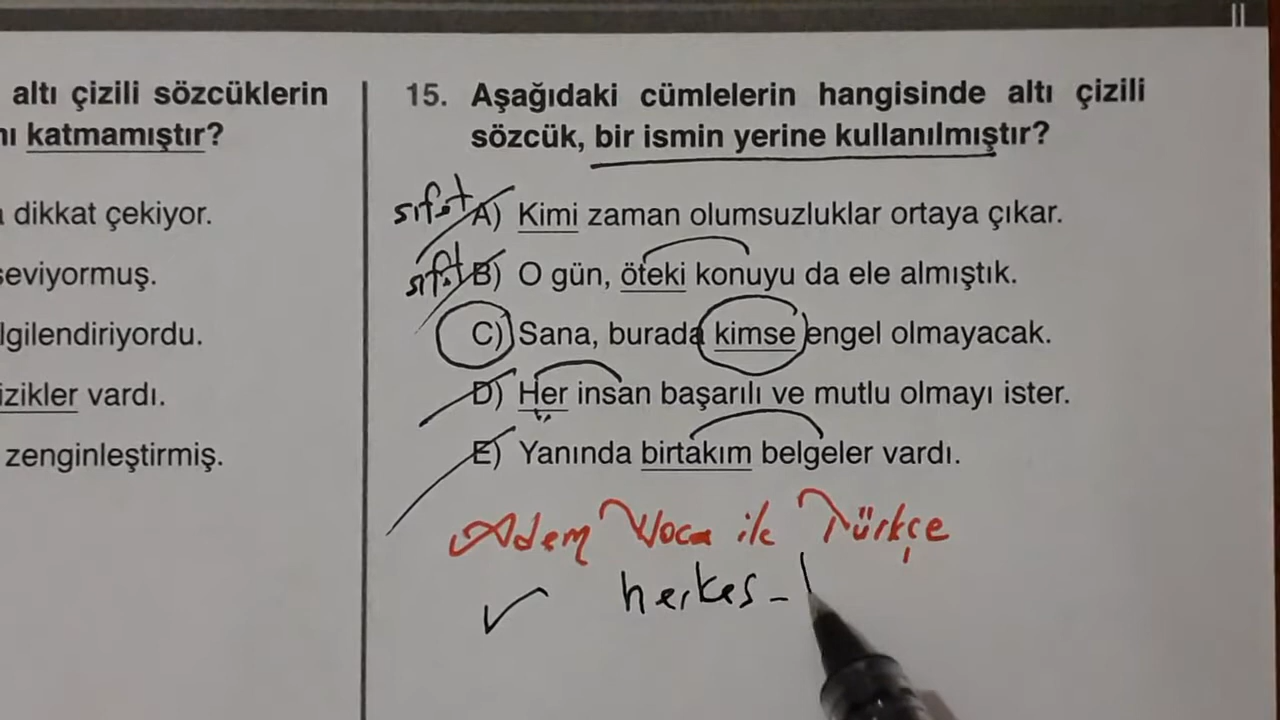 altı çizili sözcüklerin
katmamıştır?
dikkat çekiyor.
seviyormuş.
lgilendiriyordu.
izikler vardı.
zenginleştirmiş.
15. Aşağıdaki cümlelerin hangisinde altı çizili
sözcük, bir ismin yerine kullanılmıştır?
sıfat A) Kimi zaman olumsuzluklar ortaya çıkar.
sıfat B) O gün, öteki konuyu da ele almıştık.
C) Sana, burada kimse engel olmayacak.
D) Her insan başarılı ve mutlu olmayı ister.
E) Yanında birtakım belgeler vardı.
Adem Hoca ile Türkçe
herkes -